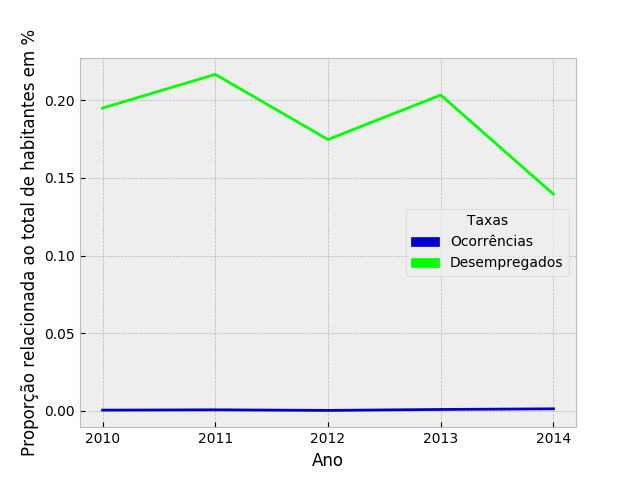 Proporção relacionada ao total de habitantes em %
0.20
0.15
0.10
0.05
0.00
Taxas
Ocorrências
Desempregados
2010 2011 2012 2013 2014
Ano